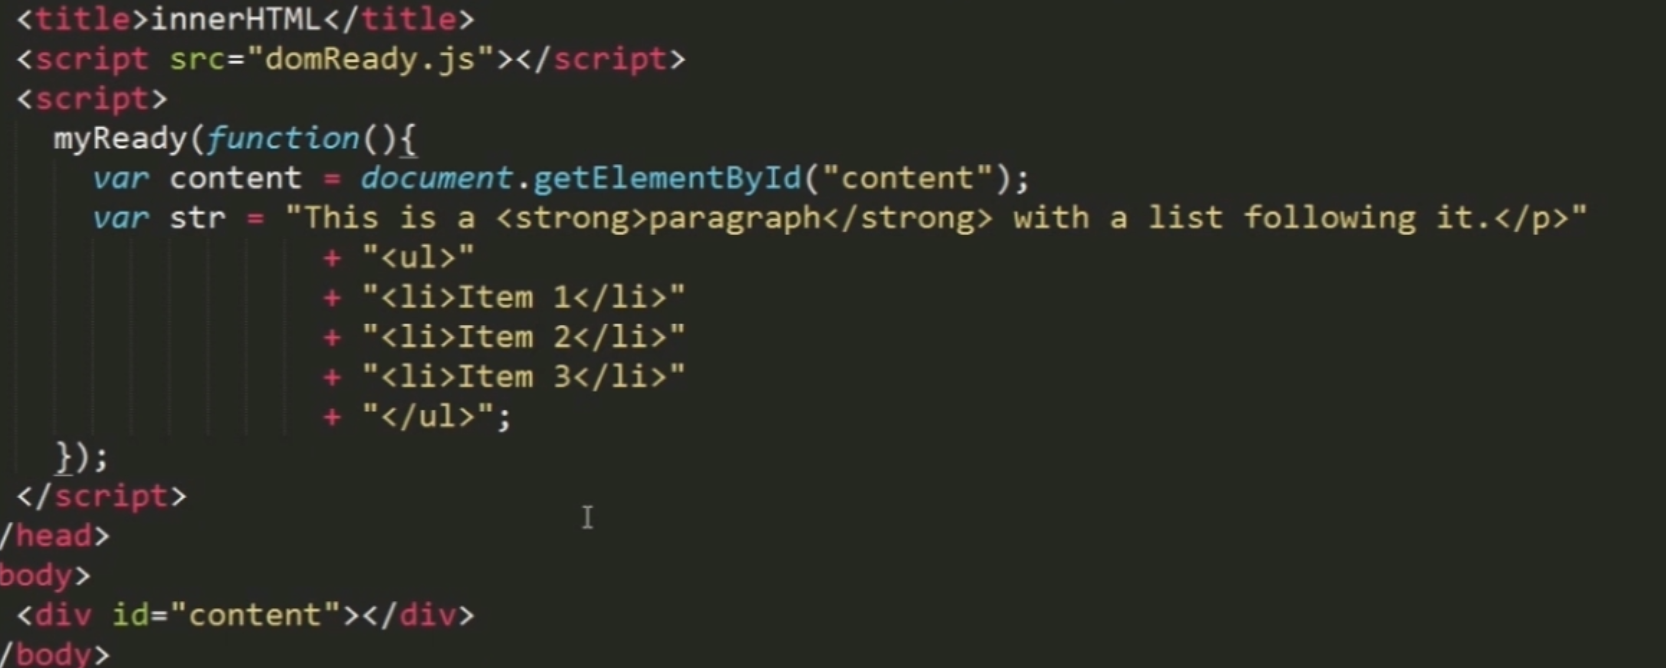 <title>innerHTML</title>
<script src="domReady.js"></script>
<script>
myReady(function(){
var content = document.getElementById("content");
var str = "This is a <strong>paragraph</strong> with a list following it.</p>"
+ "<ul>"
+ "<li>Item 1</li>"
+ "<li>Item 2</li>"
+ "<li>Item 3</li>"
+ "</ul>";
});
</script>
/head>
body>
<div id="content"></div>
/body>